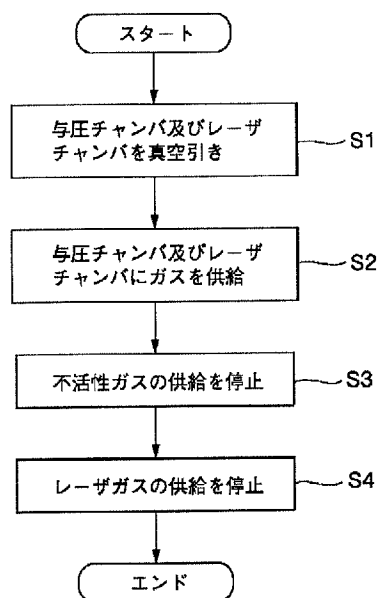 スタート
与圧チャンバ及びレーザ
チャンバを真空引き
S1
与圧チャンバ及びレーザ
チャンバにガスを供給
S2
不活性ガスの供給を停止
S3
レーザガスの供給を停止
S4
エンド